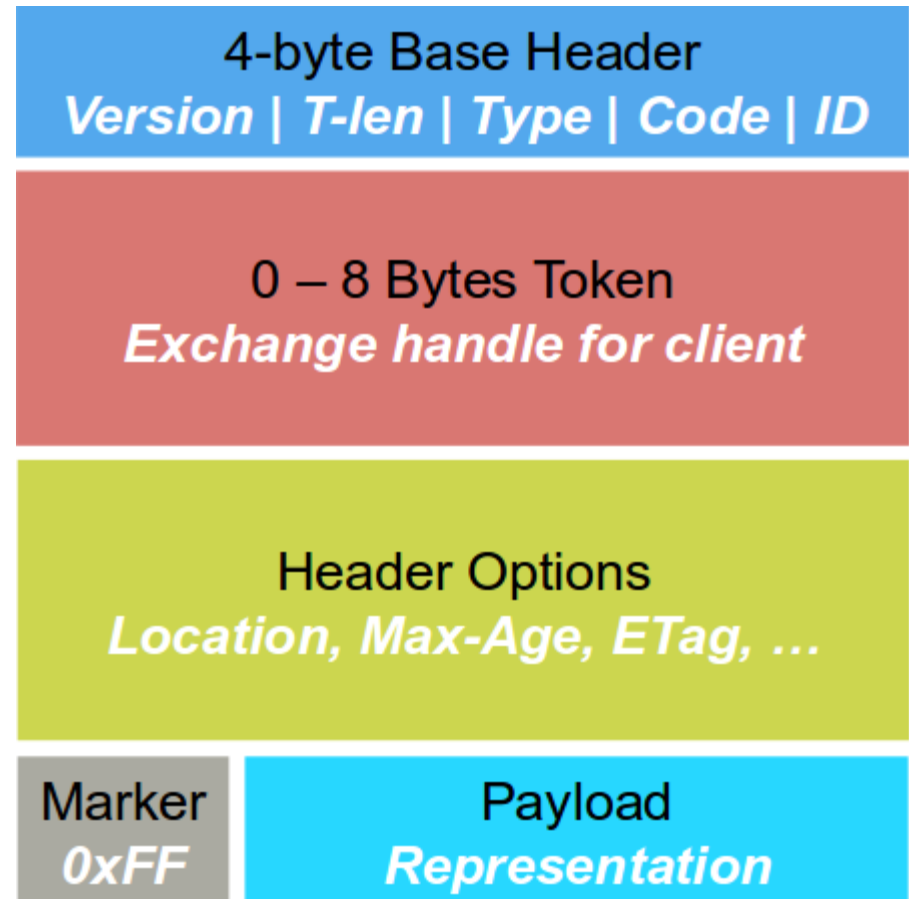 4-byte Base Header
Version | T-len | Type | Code | ID
0 – 8 Bytes Token
Exchange handle for client
Header Options
Location, Max-Age, ETag, …
Marker
0xFF
Payload
Representation